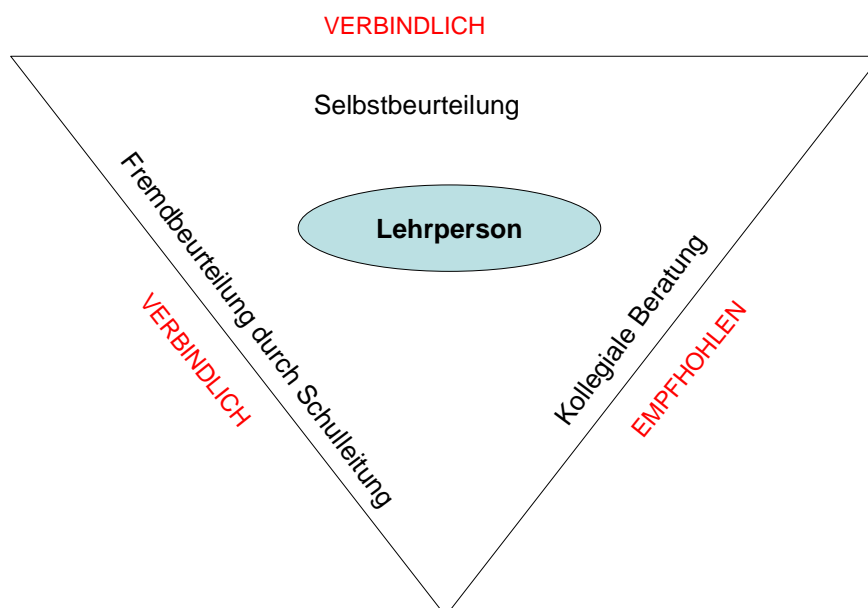 VERBINDLICH
Selbstbeurteilung
Fremdbeurteilung durch Schulleitung
Lehrperson
Kollegiale Beratung
VERBINDLICH
EMPFHOHLEN